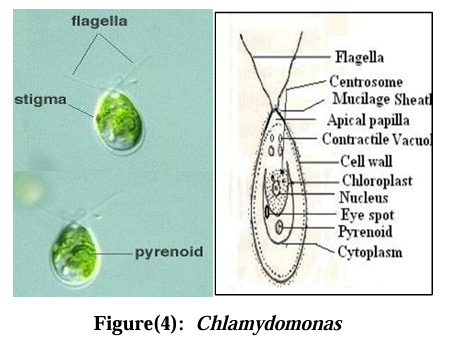 flagella
stigma
pyrenoid
Flagella
Centrosome
Mucilage Sheat
Apical papilla
Contractile Vacuol
Cell wall
Chloroplast
Nucleus
Eye spot
Pyrenoid
Cytoplasm
Figure(4): Chlamydomonas